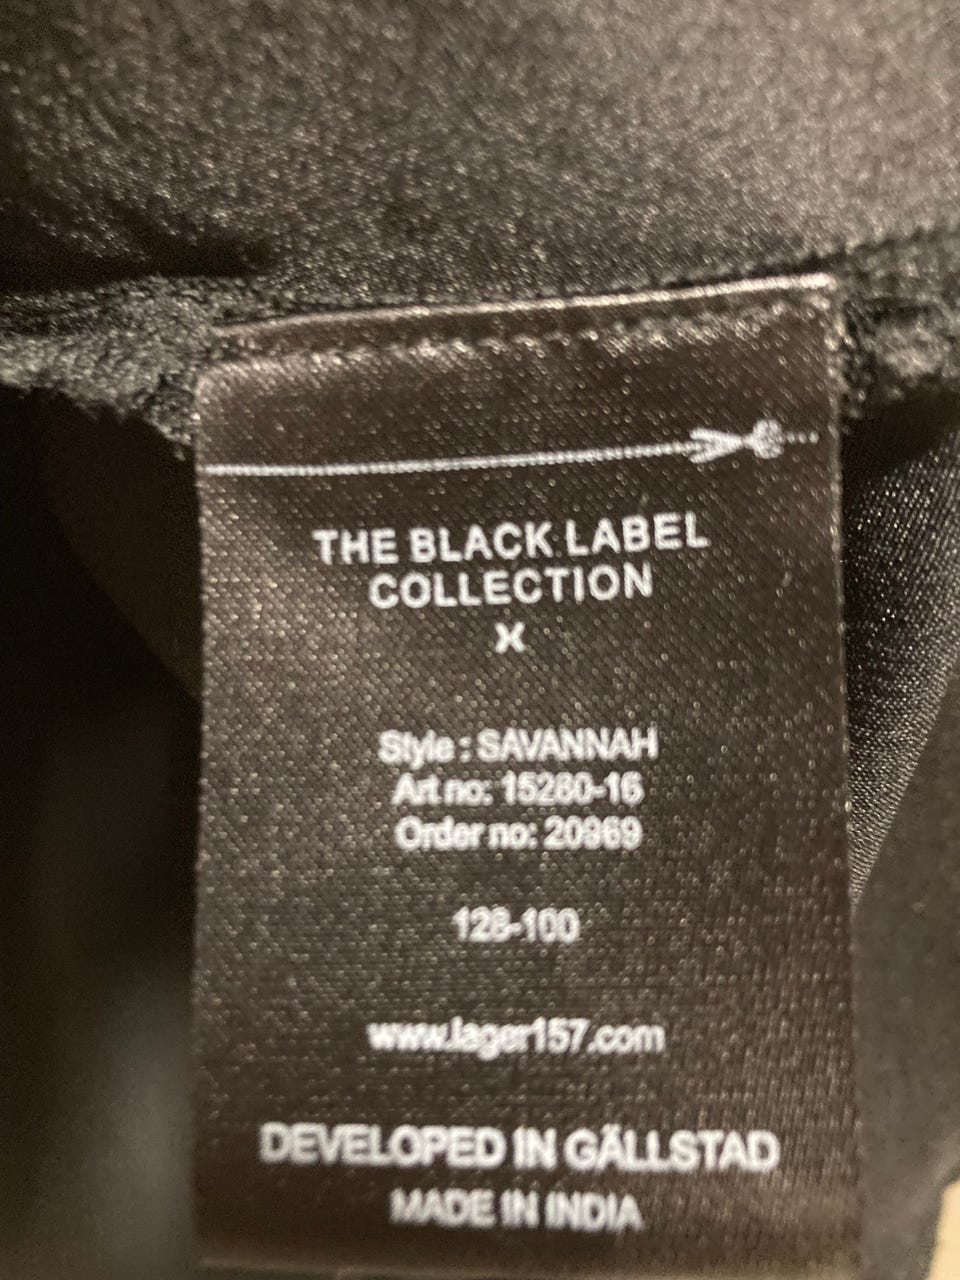 THE BLACK LABEL
COLLECTION
X
Style : SAVANNAH
Art no: 15280-16
Order no: 20969
128-100
www.lager157.com
DEVELOPED IN GÄLLSTAD
MADE IN INDIA